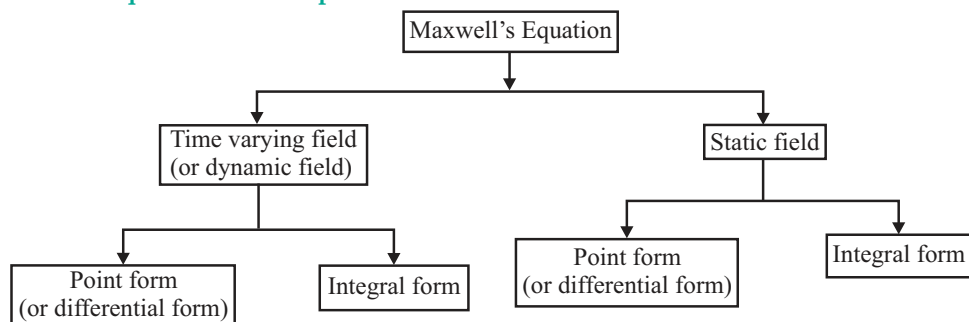 Maxwell's Equation
Time varying field
(or dynamic field)
Static field
Point form
(or differential form)
Integral form
Point form
(or differential form)
Integral form